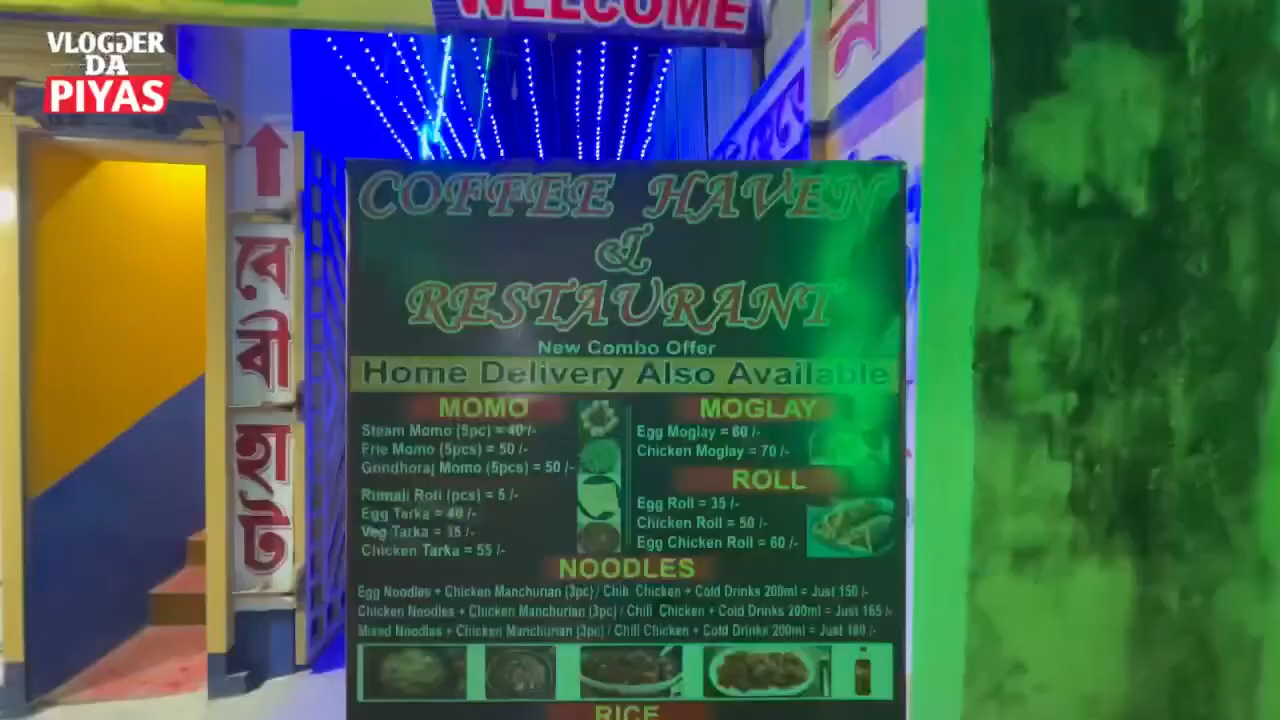 WELCOME
VLOGGER
DA
PIYAS
COFFEE HAVEN
&
RESTAURANT
New Combo Offer
Home Delivery Also Available
MOMO
Steam Momo (5pc) = 40 /-
Frie Momo (5pcs) = 50 /-
Gondhoraj Momo (5pcs) = 50 /-
Rumali Roti (pcs) = 5 /-
Egg Tarka = 40 /-
Veg Tarka = 35 /-
Chicken Tarka = 55 /-
MOGLAY
Egg Moglay = 60 /-
Chicken Moglay = 70 /-
ROLL
Egg Roll = 35 /-
Chicken Roll = 50 /-
Egg Chicken Roll = 60 /-
NOODLES
Egg Noodles + Chicken Manchurian (3pc) / Chili Chicken + Cold Drinks 200ml = Just 150 /-
Chicken Noodles + Chicken Manchurian (3pc) / Chili Chicken + Cold Drinks 200ml = Just 165 /-
Mixed Noodles + Chicken Manchurian (3pc) / Chili Chicken + Cold Drinks 200ml = Just 180 /-
RICE